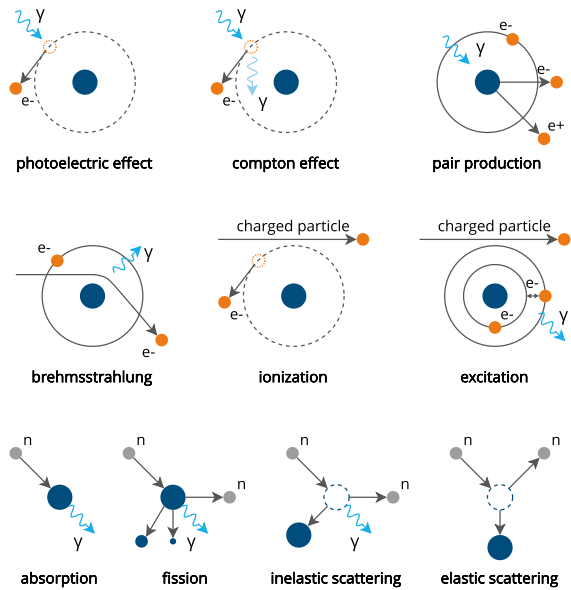 γ
e-
photoelectric effect
γ
e-
γ
compton effect
e-
γ
e-
e+
pair production
e-
γ
e-
brehmsstrahlung
charged particle
e-
ionization
charged particle
e-
e-
γ
excitation
n
γ
absorption
n
n
γ
fission
n
n
γ
inelastic scattering
n
n
elastic scattering